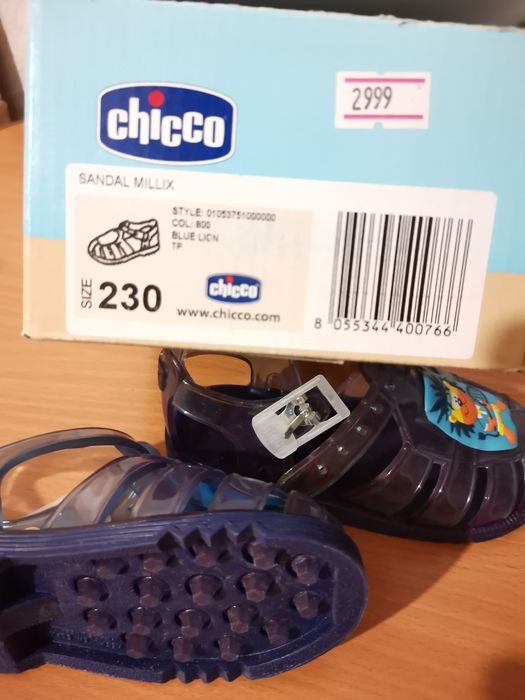 chicco
2999
SANDAL MILLIX
STYLE: 01053751000000
COL: 800
BLUE LION
TP
SIZE 230
chicco
www.chicco.com
8 055344 400766